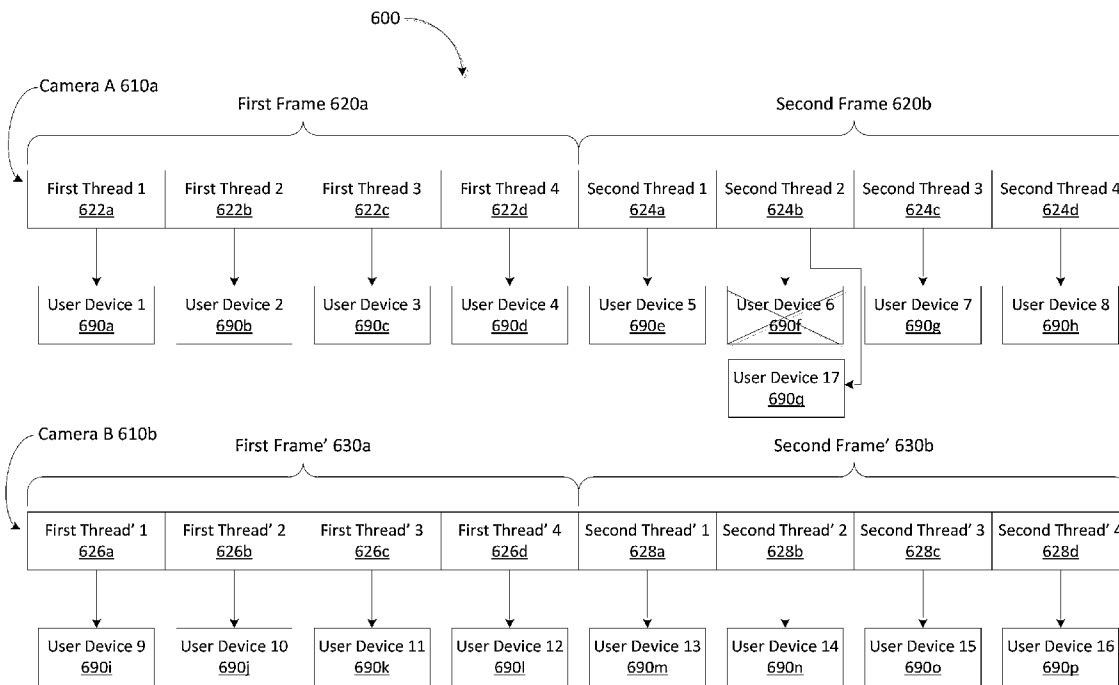 600
Camera A 610a
First Frame 620a
Second Frame 620b
First Thread 1
622a
First Thread 2
622b
First Thread 3
622c
First Thread 4
622d
Second Thread 1
624a
Second Thread 2
624b
Second Thread 3
624c
Second Thread 4
624d
User Device 1
690a
User Device 2
690b
User Device 3
690c
User Device 4
690d
User Device 5
690e
User Device 6
690f
User Device 7
690g
User Device 8
690h
User Device 17
690q
Camera B 610b
First Frame’ 630a
Second Frame’ 630b
First Thread’ 1
626a
First Thread’ 2
626b
First Thread’ 3
626c
First Thread’ 4
626d
Second Thread’ 1
628a
Second Thread’ 2
628b
Second Thread’ 3
628c
Second Thread’ 4
628d
User Device 9
690i
User Device 10
690j
User Device 11
690k
User Device 12
690l
User Device 13
690m
User Device 14
690n
User Device 15
690o
User Device 16
690p